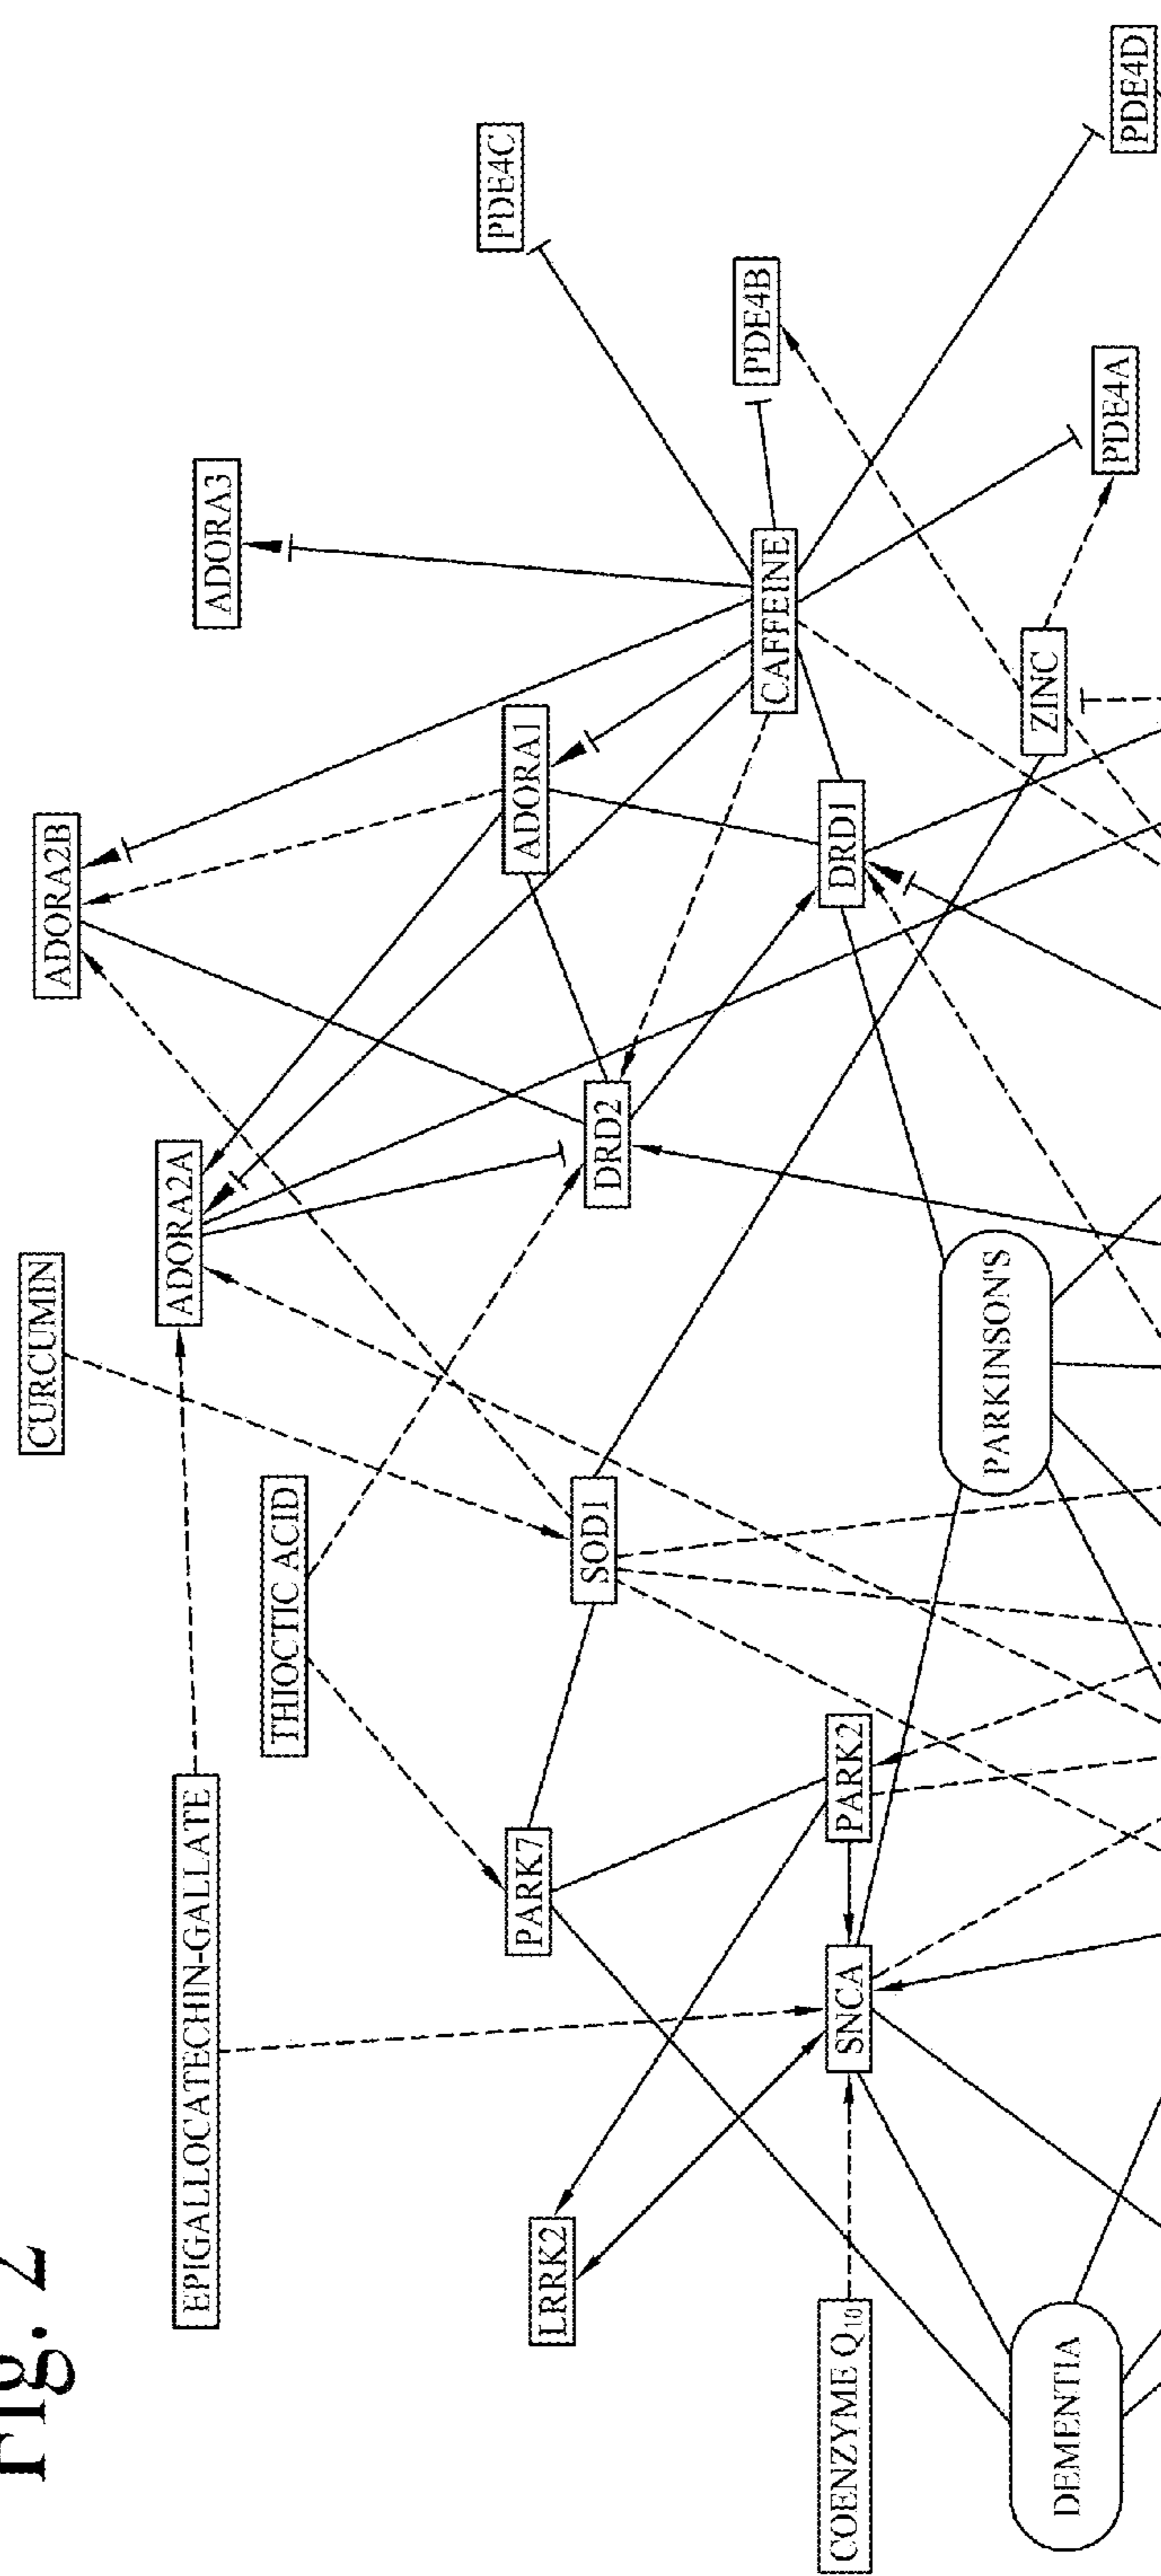 Fig. 2
CURCUMIN
ADORA2B
EPIGALLOCATECHIN-GALLATE
ADORA2A
ADORA3
THIOCTIC ACID
LRRK2
PARK7
ADORA1
PDE4C
SOD1
DRD2
COENZYME Q10
SNCA
PARK2
DRD1
CAFFEINE
PDE4B
DEMENTIA
PARKINSON'S
ZINC
PDE4A
PDE4D